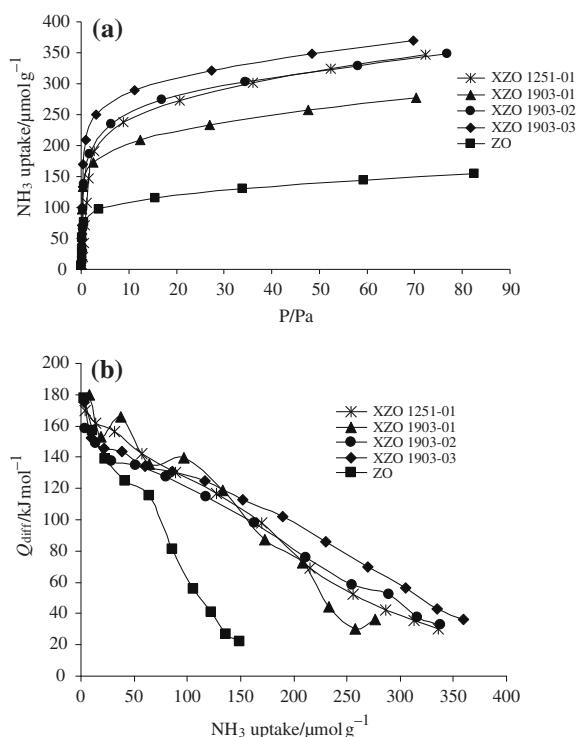 (a)
NH₃ uptake/μmol g⁻¹
400
350
300
250
200
150
100
50
0
0 10 20 30 40 50 60 70 80 90
P/Pa
XZO 1251-01
XZO 1903-01
XZO 1903-02
XZO 1903-03
ZO
(b)
Q_diff/kJ mol⁻¹
200
180
160
140
120
100
80
60
40
20
0
0 50 100 150 200 250 300 350 400
NH₃ uptake/μmol g⁻¹
XZO 1251-01
XZO 1903-01
XZO 1903-02
XZO 1903-03
ZO